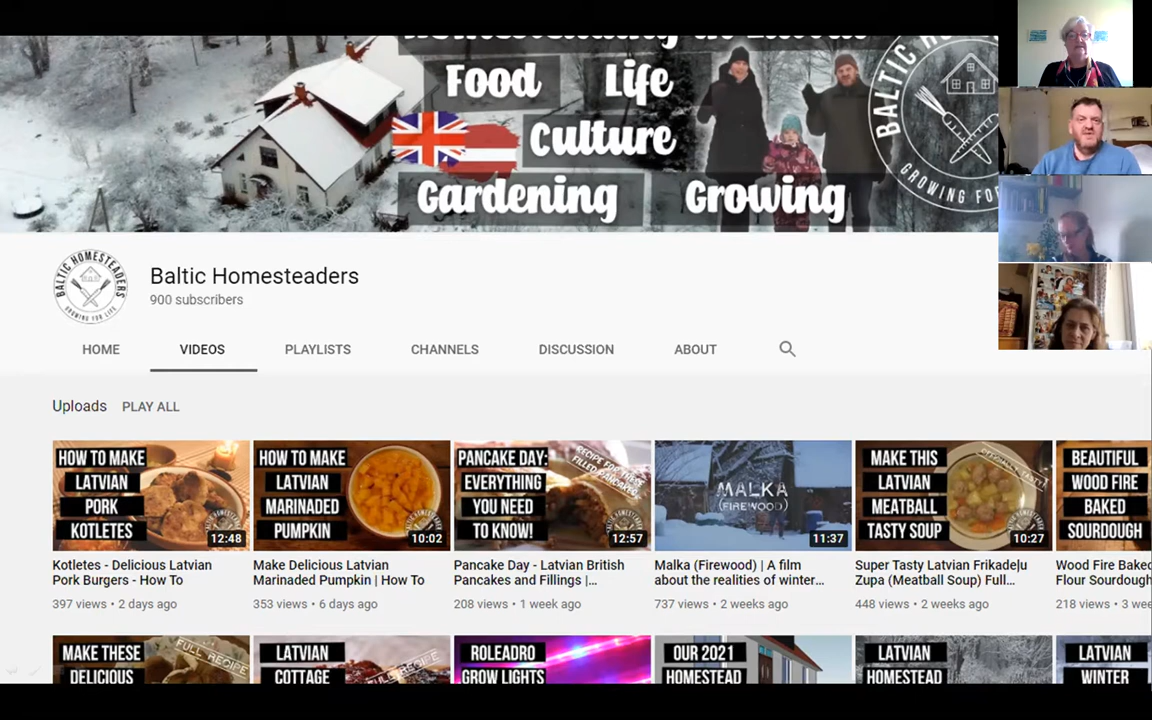 Food Life
Culture
Gardening Growing
BALTIC HOMESTEADERS
GROWING FOR LIFE
Baltic Homesteaders
900 subscribers
HOME VIDEOS PLAYLISTS CHANNELS DISCUSSION ABOUT
Uploads PLAY ALL
HOW TO MAKE
LATVIAN
PORK
KOTLETES
12:48
HOW TO MAKE
LATVIAN
MARINADED
PUMPKIN
10:02
PANCAKE DAY:
EVERYTHING
YOU NEED
TO KNOW!
RECIPE FOR THESE
FILLED PANCAKES
12:57
MALKA
(FIREWOOD)
11:37
MAKE THIS
LATVIAN
MEATBALL
TASTY SOUP
10:27
BEAUTIFUL
WOOD FIRE
BAKED
SOURDOUGH
Kotletes - Delicious Latvian
Pork Burgers - How To
397 views • 2 days ago
Make Delicious Latvian
Marinaded Pumpkin | How To
353 views • 6 days ago
Pancake Day - Latvian British
Pancakes and Fillings |...
208 views • 1 week ago
Malka (Firewood) | A film
about the realities of winter...
737 views • 2 weeks ago
Super Tasty Latvian Frikadeļu
Zupa (Meatball Soup) Full...
448 views • 2 weeks ago
Wood Fire Baked
Flour Sourdough
218 views • 3 wee
MAKE THESE
DELICIOUS
FULL RECIPE
LATVIAN
COTTAGE
FULL RECIPE
ROLEADRO
GROW LIGHTS
OUR 2021
HOMESTEAD
LATVIAN
HOMESTEAD
LATVIAN
WINTER